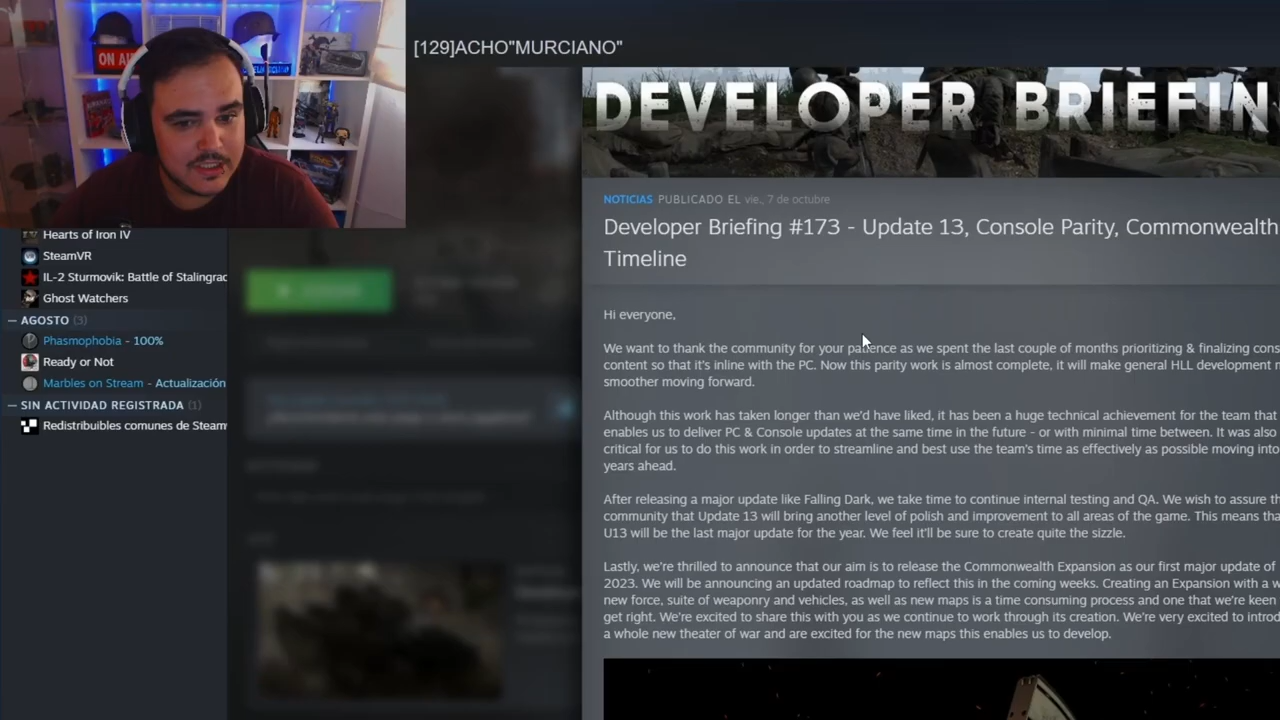 ON AI
[129]ACHO"MURCIANO"
DEVELOPER BRIEFIN
NOTICIAS PUBLICADO EL vie., 7 de octubre
Developer Briefing #173 - Update 13, Console Parity, Commonwealth
Timeline
Hearts of Iron IV
SteamVR
IL-2 Sturmovik: Battle of Stalingrad
Ghost Watchers
— AGOSTO (3)
Phasmophobia - 100%
Ready or Not
Marbles on Stream - Actualización
— SIN ACTIVIDAD REGISTRADA (1)
Redistribuibles comunes de Steam
Hi everyone,
We want to thank the community for your patience as we spent the last couple of months prioritizing & finalizing cons
content so that it's inline with the PC. Now this parity work is almost complete, it will make general HLL development
smoother moving forward.
Although this work has taken longer than we'd have liked, it has been a huge technical achievement for the team that
enables us to deliver PC & Console updates at the same time in the future - or with minimal time between. It was also
critical for us to do this work in order to streamline and best use the team's time as effectively as possible moving into
years ahead.
After releasing a major update like Falling Dark, we take time to continue internal testing and QA. We wish to assure th
community that Update 13 will bring another level of polish and improvement to all areas of the game. This means tha
U13 will be the last major update for the year. We feel it'll be sure to create quite the sizzle.
Lastly, we're thrilled to announce that our aim is to release the Commonwealth Expansion as our first major update of
2023. We will be announcing an updated roadmap to reflect this in the coming weeks. Creating an Expansion with a w
new force, suite of weaponry and vehicles, as well as new maps is a time consuming process and one that we're keen
get right. We're excited to share this with you as we continue to work through its creation. We're very excited to introd
a whole new theater of war and are excited for the new maps this enables us to develop.